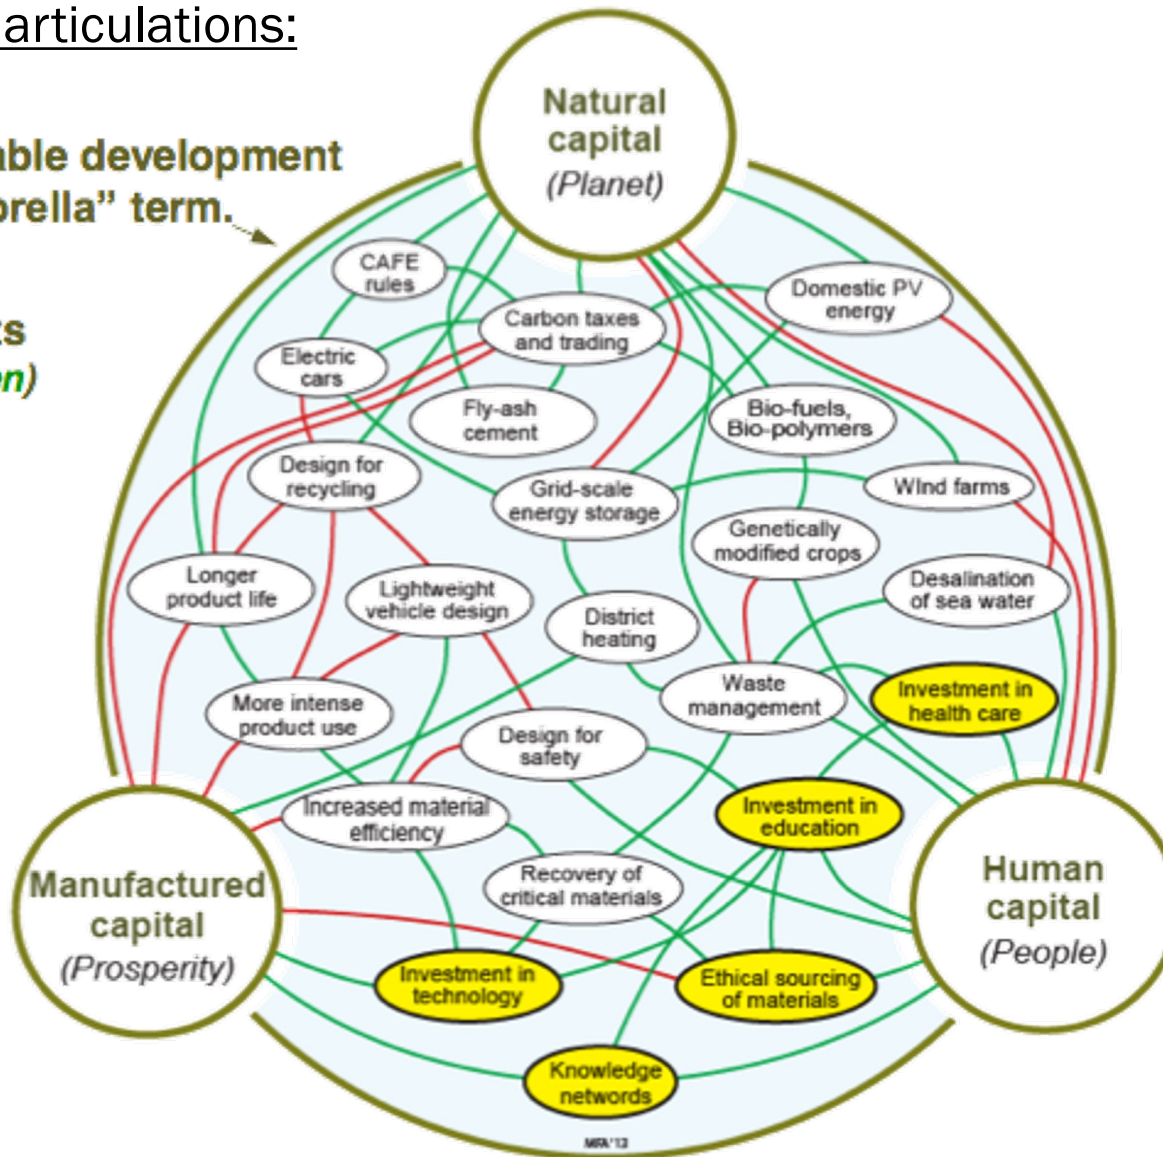 articulations:
able development
orella” term.
ts
n)
Natural
capital
(Planet)
CAFE
rules
Domestic PV
energy
Carbon taxes
and trading
Electric
cars
Fly-ash
cement
Bio-fuels,
Bio-polymers
Design for
recycling
Grid-scale
energy storage
WInd farms
Genetically
modified crops
Longer
product life
Lightweight
vehicle design
District
heating
Desalination
of sea water
More intense
product use
Waste
management
Investment in
health care
Design for
safety
Increased material
efficiency
Investment in
education
Manufactured
capital
(Prosperity)
Recovery of
critical materials
Human
capital
(People)
Investment in
technology
Ethical sourcing
of materials
Knowledge
networds
MFA'13